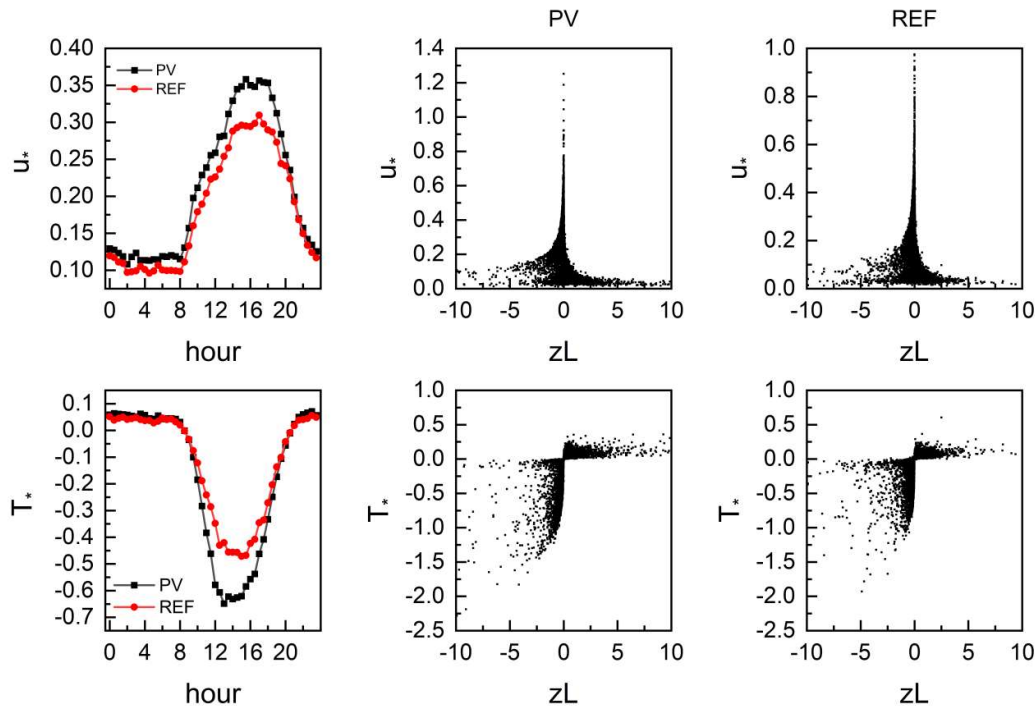 PV
REF
0.40
0.35
0.30
0.25
0.20
0.15
0.10
u*
PV
REF
0 4 8 12 16 20
hour
1.4
1.2
1.0
0.8
0.6
0.4
0.2
0.0
u*
-10 -5 0 5 10
zL
1.0
0.8
0.6
0.4
0.2
0.0
u*
-10 -5 0 5 10
zL
0.1
0.0
-0.1
-0.2
-0.3
-0.4
-0.5
-0.6
-0.7
T*
PV
REF
0 4 8 12 16 20
hour
1.0
0.5
0.0
-0.5
-1.0
-1.5
-2.0
-2.5
T*
-10 -5 0 5 10
zL
1.0
0.5
0.0
-0.5
-1.0
-1.5
-2.0
-2.5
T*
-10 -5 0 5 10
zL